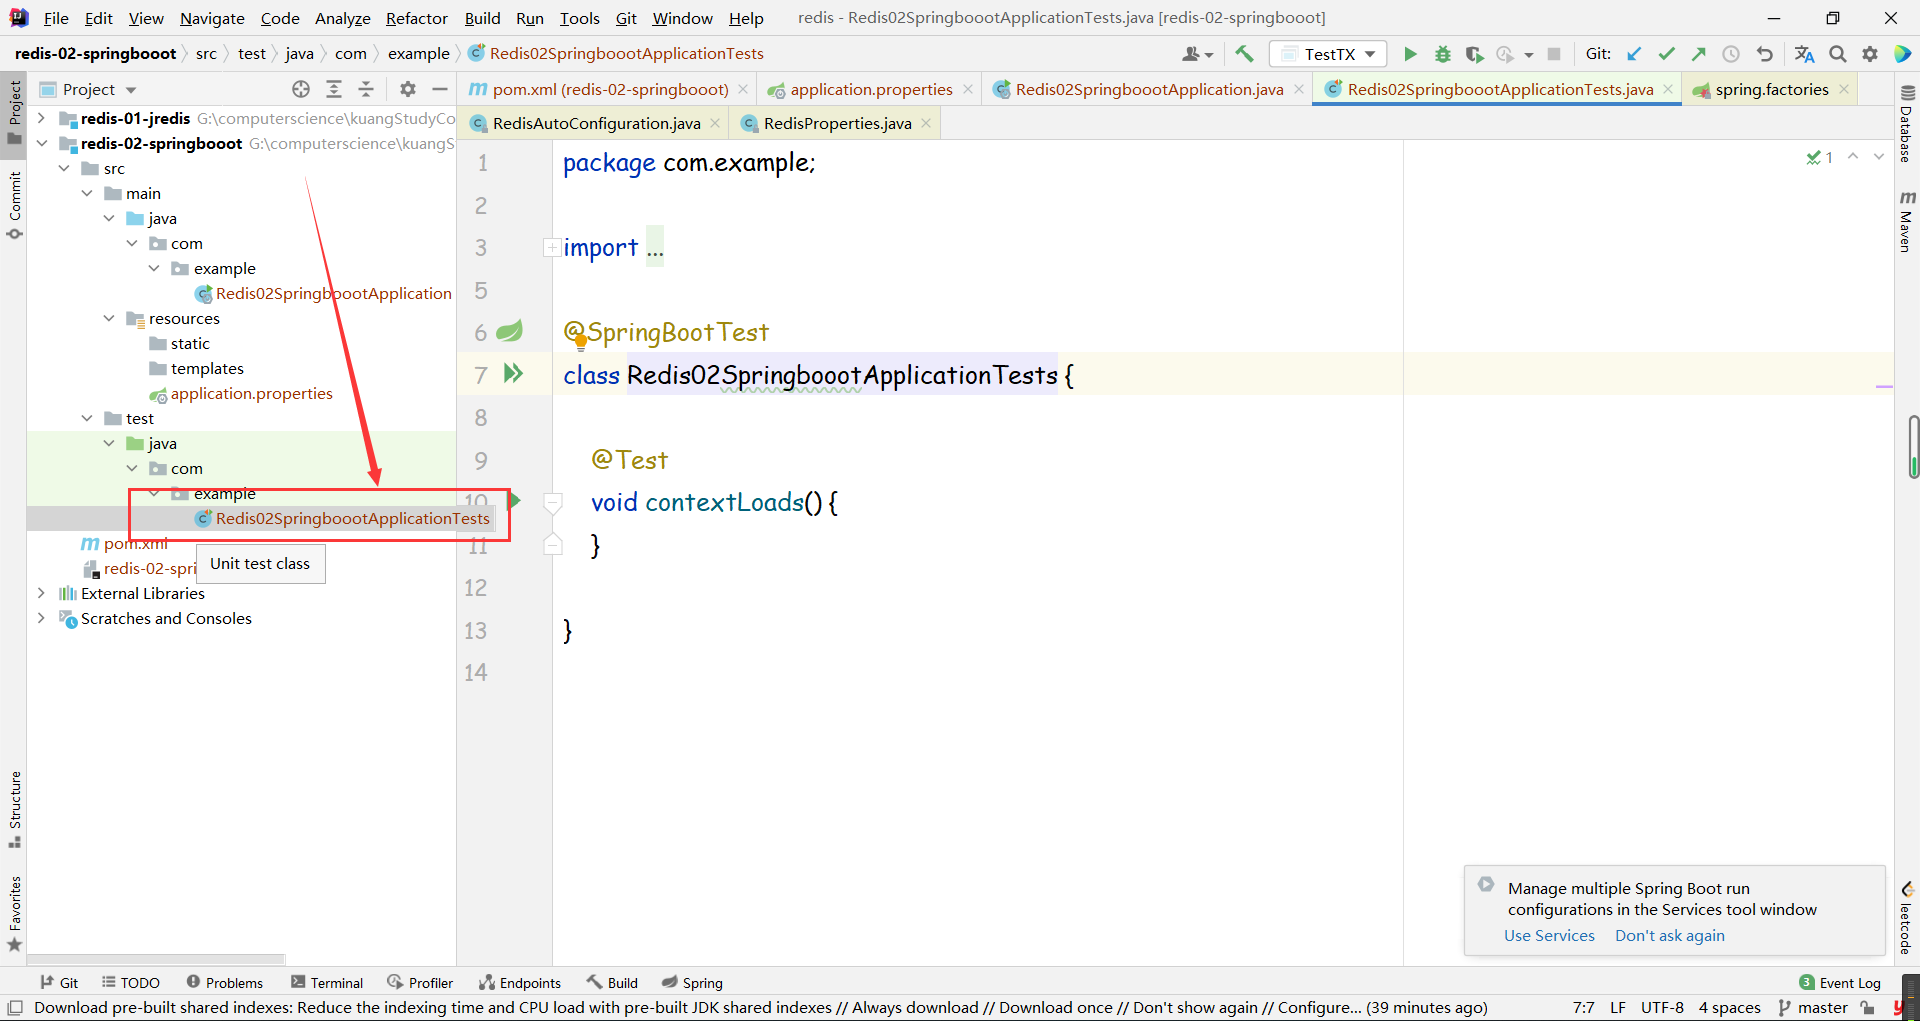 File Edit View Navigate Code Analyze Refactor Build Run Tools Git Window Help redis - Redis02SpringboootApplicationTests.java [redis-02-springbooot]
redis-02-springbooot src test java com example Redis02SpringboootApplicationTests TestTX Git:
Project
pom.xml (redis-02-springbooot) application.properties Redis02SpringboootApplication.java Redis02SpringboootApplicationTests.java spring.factories
RedisAutoConfiguration.java RedisProperties.java
Project
Commit
Structure
Favorites
redis-01-jredis G:\computerscience\kuangStudyCo
redis-02-springbooot G:\computerscience\kuangS
src
main
java
com
example
Redis02SpringboootApplication
resources
static
templates
application.properties
test
java
com
example
Redis02SpringboootApplicationTests
pom.xml
redis-02-spri
Unit test class
External Libraries
Scratches and Consoles
1 package com.example;
2
3 import ...
5
6 @SpringBootTest
7 class Redis02SpringboootApplicationTests {
8
9 @Test
10 void contextLoads() {
11 }
12
13 }
14
1
Database
Maven
leetcode
Manage multiple Spring Boot run
configurations in the Services tool window
Use Services Don't ask again
Git TODO Problems Terminal Profiler Endpoints Build Spring 3 Event Log
Download pre-built shared indexes: Reduce the indexing time and CPU load with pre-built JDK shared indexes // Always download // Download once // Don't show again // Configure... (39 minutes ago) 7:7 LF UTF-8 4 spaces master